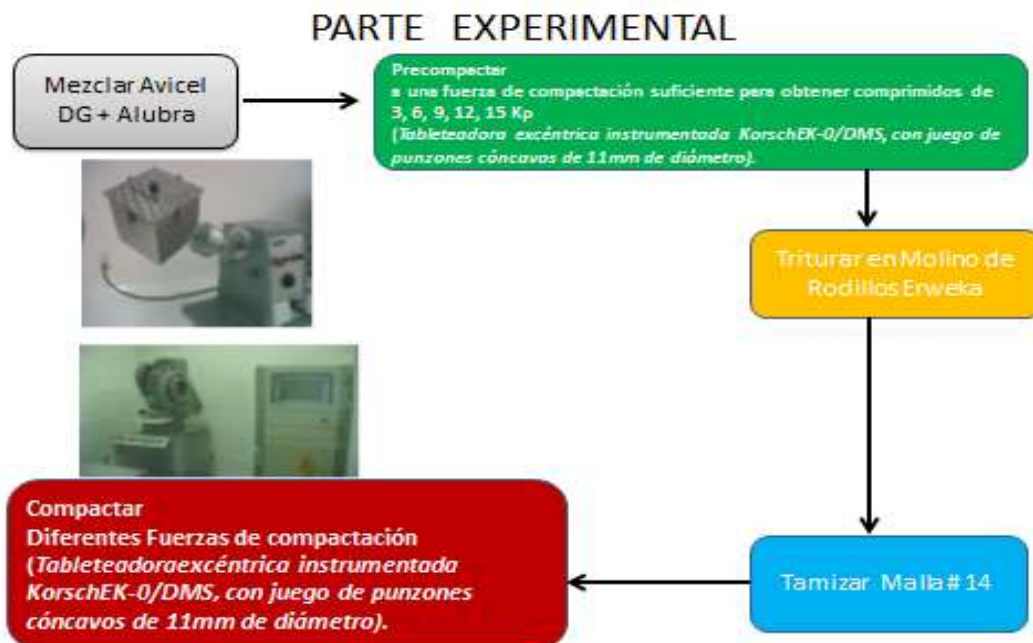 PARTE EXPERIMENTAL
Mezclar Avicel
DG + Alubra
Precompactar
a una fuerza de compactación suficiente para obtener comprimidos de
3, 6, 9, 12, 15 Kp
(Tableteadora excéntrica instrumentada KorschEK-0/DMS, con juego de
punzones cóncavos de 11mm de diámetro).
Triturar en Molino de
Rodillos Erweka
Tamizar Malla # 14
Compactar
Diferentes Fuerzas de compactación
(Tableteadoraexcéntrica instrumentada
KorschEK-0/DMS, con juego de punzones
cóncavos de 11mm de diámetro).